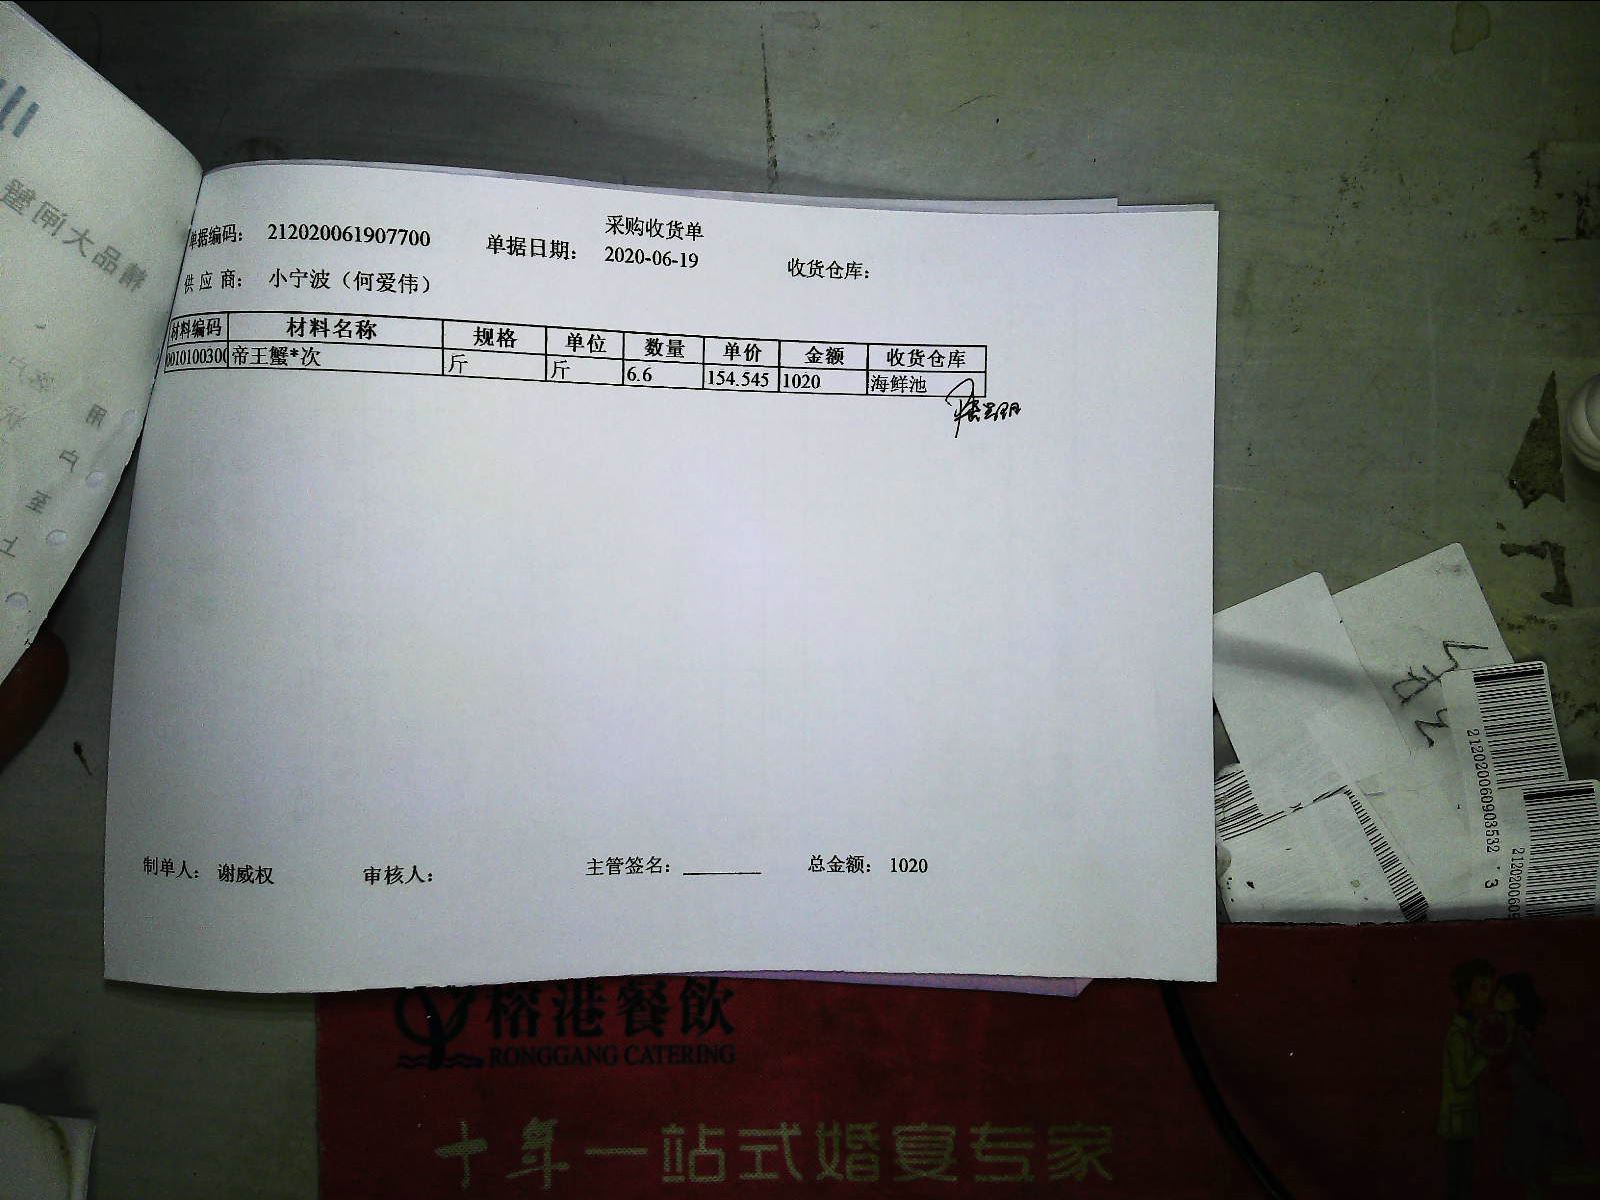 采购收货单
单据编码： 212020061907700 单据日期： 2020-06-19 收货仓库：
供应商： 小宁波（何爱伟）
材料编码 材料名称 规格 单位 数量 单价 金额 收货仓库
帝王蟹*次 斤 斤 6.6 154.545 1020 海鲜池
制单人： 谢威权 审核人： 主管签名： 总金额： 1020
榕港餐飲
RONGGANG CATERING
十年一站式婚宴专家
212020060903532 3